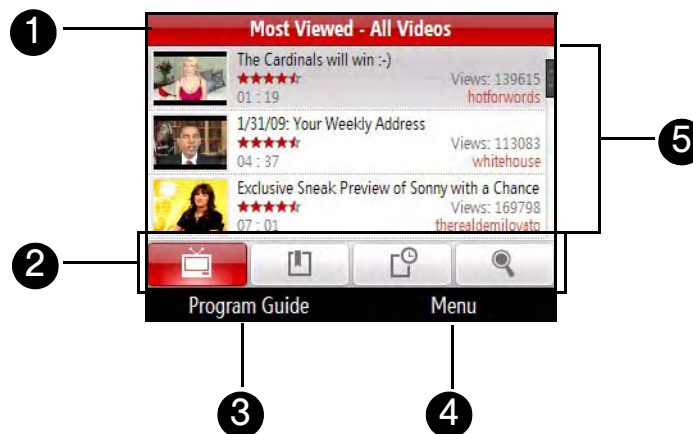 1
Most Viewed - All Videos
The Cardinals will win :-)
Views: 139615
01 : 19
hotforwords
1/31/09: Your Weekly Address
Views: 113083
04 : 37
whitehouse
Exclusive Sneak Preview of Sonny with a Chance
Views: 169798
07 : 01
therealdemilovato
5
2
Program Guide
Menu
3
4